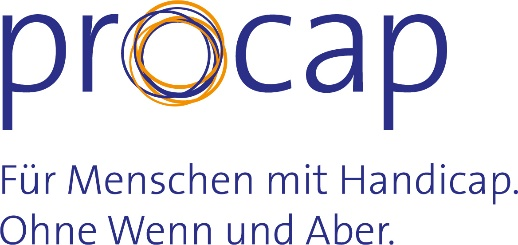 procap
Für Menschen mit Handicap.
Ohne Wenn und Aber.